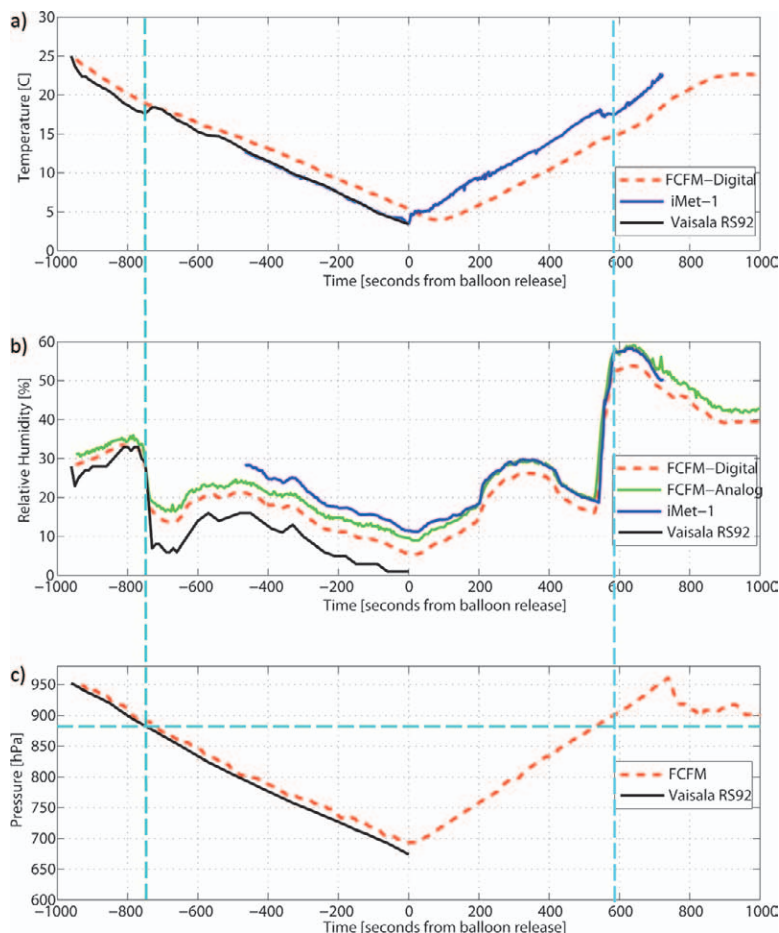 a)
30
25
20
15
10
5
0
Temperature [C]
FCFM−Digital
iMet−1
Vaisala RS92
−1000 −800 −600 −400 −200 0 200 400 600 800 1000
Time [seconds from balloon release]
b)
60
50
40
30
20
10
0
Relative Humidity [%]
FCFM−Digital
FCFM−Analog
iMet−1
Vaisala RS92
−1000 −800 −600 −400 −200 0 200 400 600 800 1000
Time [seconds from balloon release]
c)
950
900
850
800
750
700
650
600
Pressure [hPa]
FCFM
Vaisala RS92
−1000 −800 −600 −400 −200 0 200 400 600 800 1000
Time [seconds from balloon release]